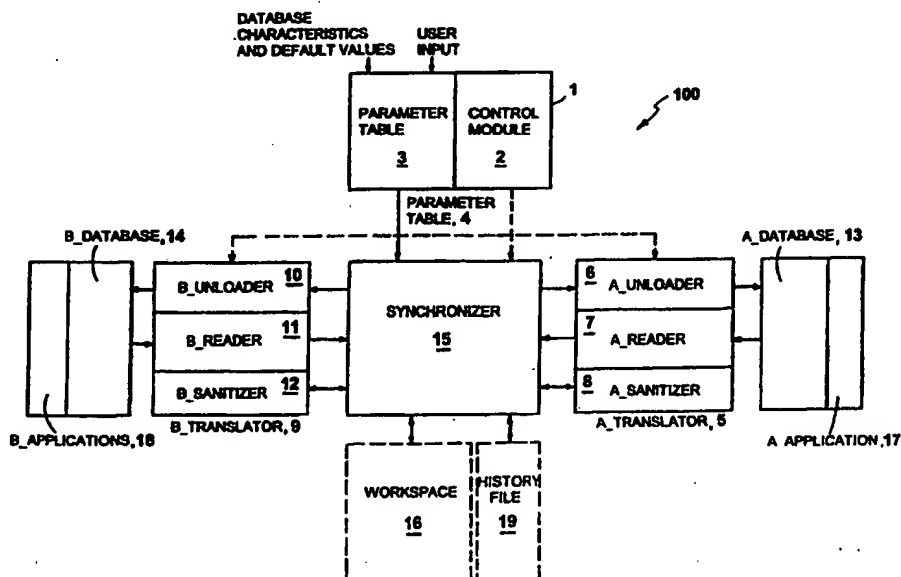 DATABASE
CHARACTERISTICS
AND DEFAULT VALUES
USER
INPUT
1
100
PARAMETER
TABLE
3
CONTROL
MODULE
2
PARAMETER
TABLE, 4
B_DATABASE, 14
A_DATABASE, 13
B_UNLOADER 10
B_READER 11
B_SANITIZER 12
SYNCHRONIZER
15
6 A_UNLOADER
7 A_READER
8 A_SANITIZER
B_APPLICATIONS, 18
B_TRANSLATOR, 9
A_TRANSLATOR, 5
A APPLICATION, 17
WORKSPACE
16
HISTORY
FILE
19